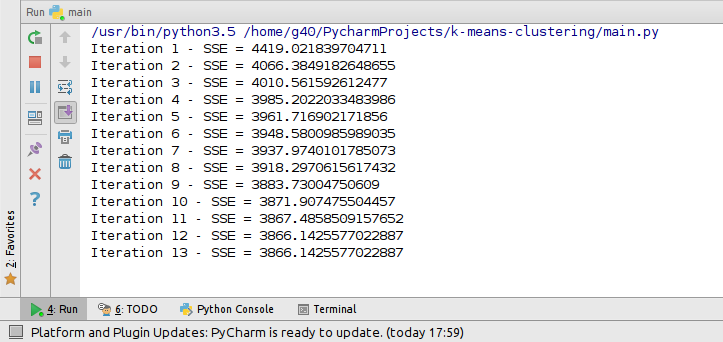 Run main
/usr/bin/python3.5 /home/g40/PycharmProjects/k-means-clustering/main.py
Iteration 1 - SSE = 4419.021839704711
Iteration 2 - SSE = 4066.3849182648655
Iteration 3 - SSE = 4010.561592612477
Iteration 4 - SSE = 3985.2022033483986
Iteration 5 - SSE = 3961.716902171856
Iteration 6 - SSE = 3948.5800985989035
Iteration 7 - SSE = 3937.9740101785073
Iteration 8 - SSE = 3918.2970615617432
Iteration 9 - SSE = 3883.73004750609
Iteration 10 - SSE = 3871.907475504457
Iteration 11 - SSE = 3867.4858509157652
Iteration 12 - SSE = 3866.1425577022887
Iteration 13 - SSE = 3866.1425577022887
2: Favorites
4: Run 6: TODO Python Console Terminal
Platform and Plugin Updates: PyCharm is ready to update. (today 17:59)